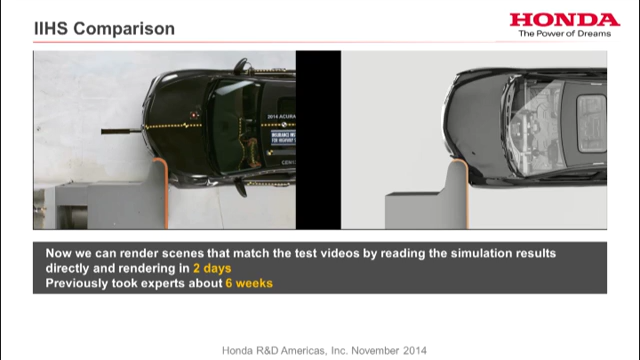 IIHS Comparison
HONDA
The Power of Dreams
2014 ACURA
Now we can render scenes that match the test videos by reading the simulation results
directly and rendering in 2 days
Previously took experts about 6 weeks
Honda R&D Americas, Inc. November 2014